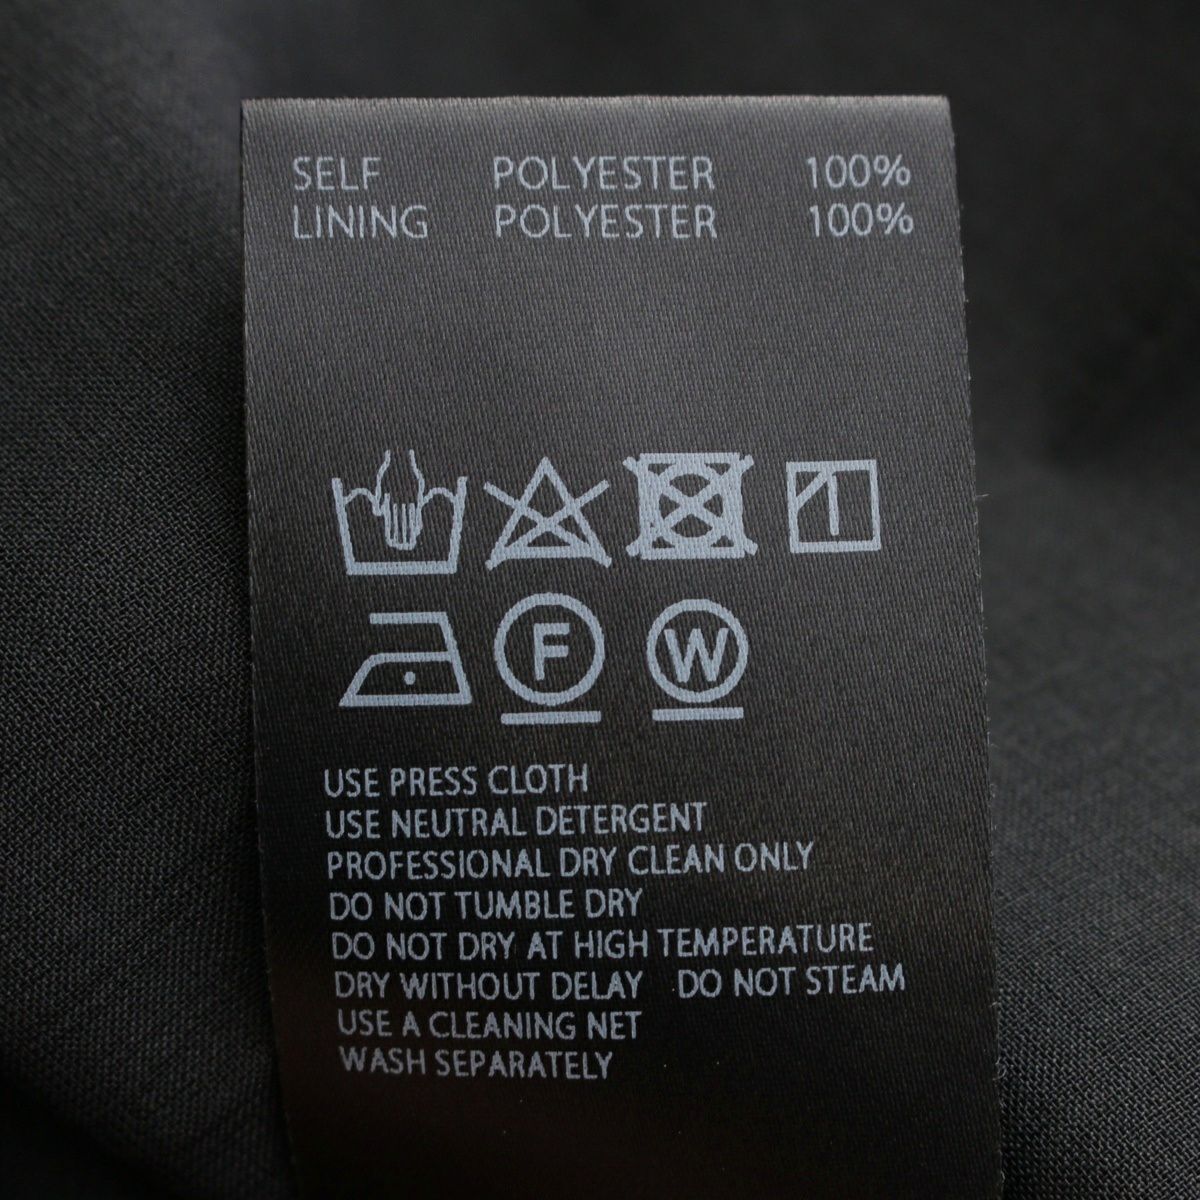 SELF POLYESTER 100%
LINING POLYESTER 100%
F W
USE PRESS CLOTH
USE NEUTRAL DETERGENT
PROFESSIONAL DRY CLEAN ONLY
DO NOT TUMBLE DRY
DO NOT DRY AT HIGH TEMPERATURE
DRY WITHOUT DELAY DO NOT STEAM
USE A CLEANING NET
WASH SEPARATELY